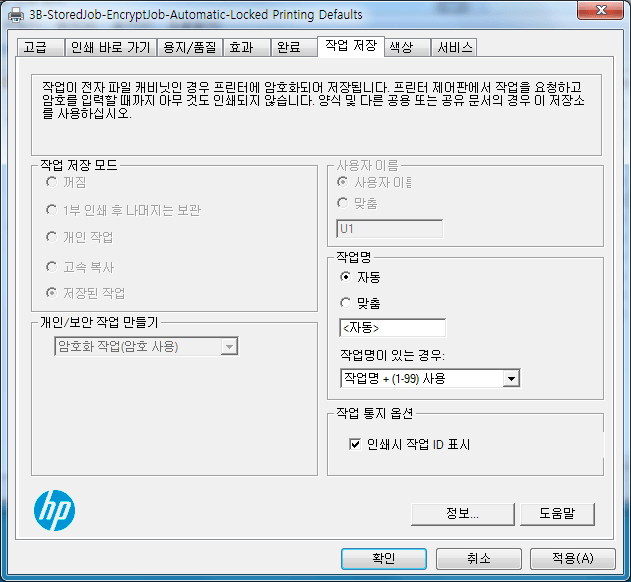 3B-StoredJob-EncryptJob-Automatic-Locked Printing Defaults
고급 인쇄 바로 가기 용지/품질 효과 완료 작업 저장 색상 서비스
작업이 전자 파일 캐비닛인 경우 프린터에 암호화되어 저장됩니다. 프린터 제어판에서 작업을 요청하고
암호를 입력할 때까지 아무 것도 인쇄되지 않습니다. 양식 및 다른 공용 또는 공유 문서의 경우 이 저장소
를 사용하십시오.
작업 저장 모드
꺼짐
1부 인쇄 후 나머지는 보관
개인 작업
고속 복사
저장된 작업
개인/보안 작업 만들기
암호화 작업(암호 사용)
사용자 이름
사용자 이름
맞춤
U1
작업명
자동
맞춤
<자동>
작업명이 있는 경우:
작업명 + (1-99) 사용
작업 통지 옵션
인쇄시 작업 ID 표시
hp
정보... 도움말
확인 취소 적용(A)